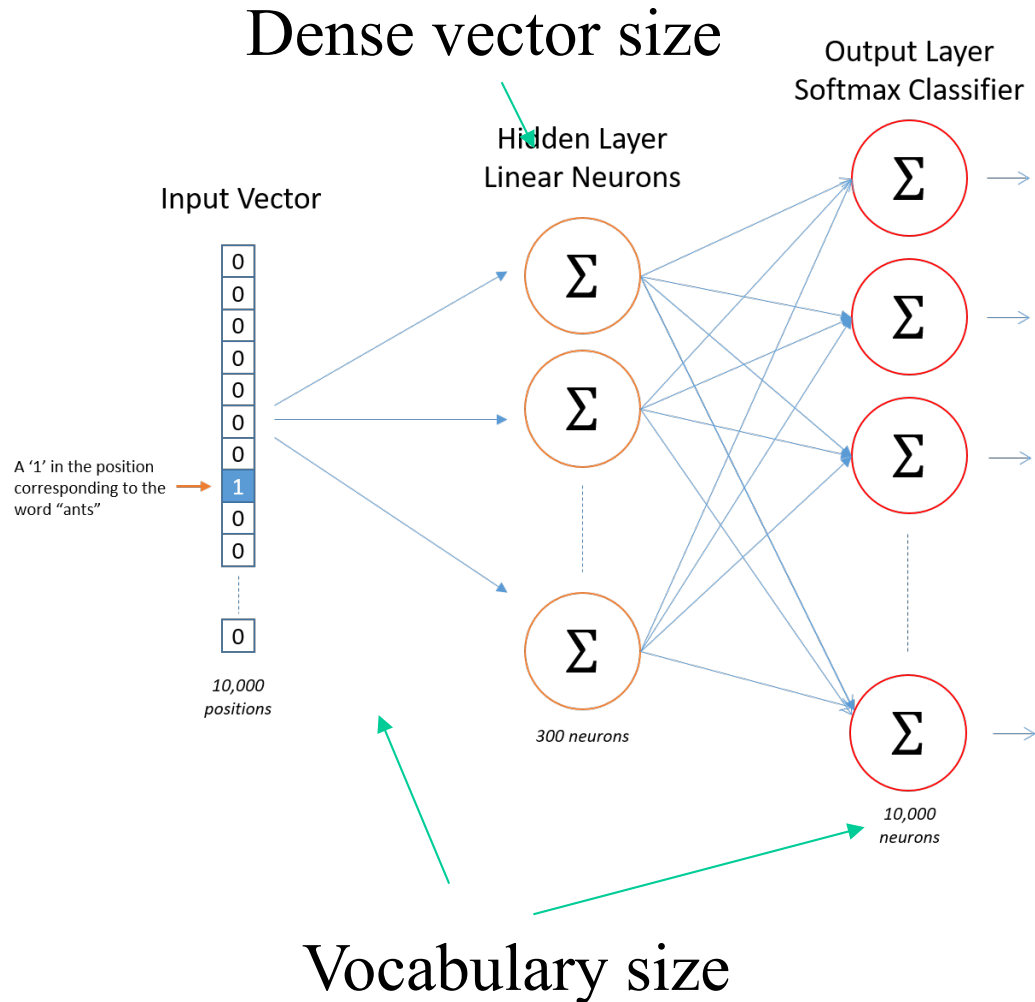 Dense vector size
Output Layer
Softmax Classifier
Hidden Layer
Linear Neurons
Input Vector
Σ
Σ
Σ
Σ
Σ
Σ
Σ
0
0
0
0
0
0
0
1
0
0
0
A ‘1’ in the position
corresponding to the
word “ants”
10,000
positions
300 neurons
10,000
neurons
Vocabulary size